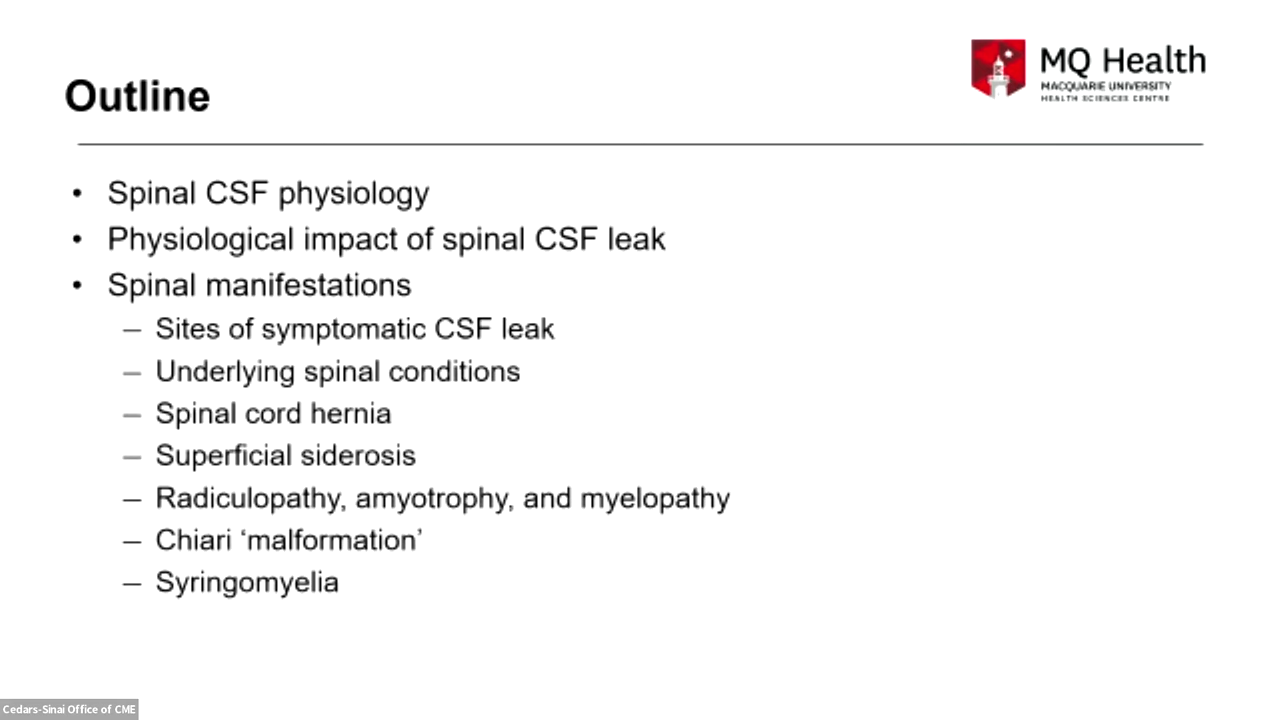 MQ Health
MACQUARIE UNIVERSITY
HEALTH SCIENCES CENTRE
Outline
• Spinal CSF physiology
• Physiological impact of spinal CSF leak
• Spinal manifestations
– Sites of symptomatic CSF leak
– Underlying spinal conditions
– Spinal cord hernia
– Superficial siderosis
– Radiculopathy, amyotrophy, and myelopathy
– Chiari ‘malformation’
– Syringomyelia
Cedars-Sinai Office of CME